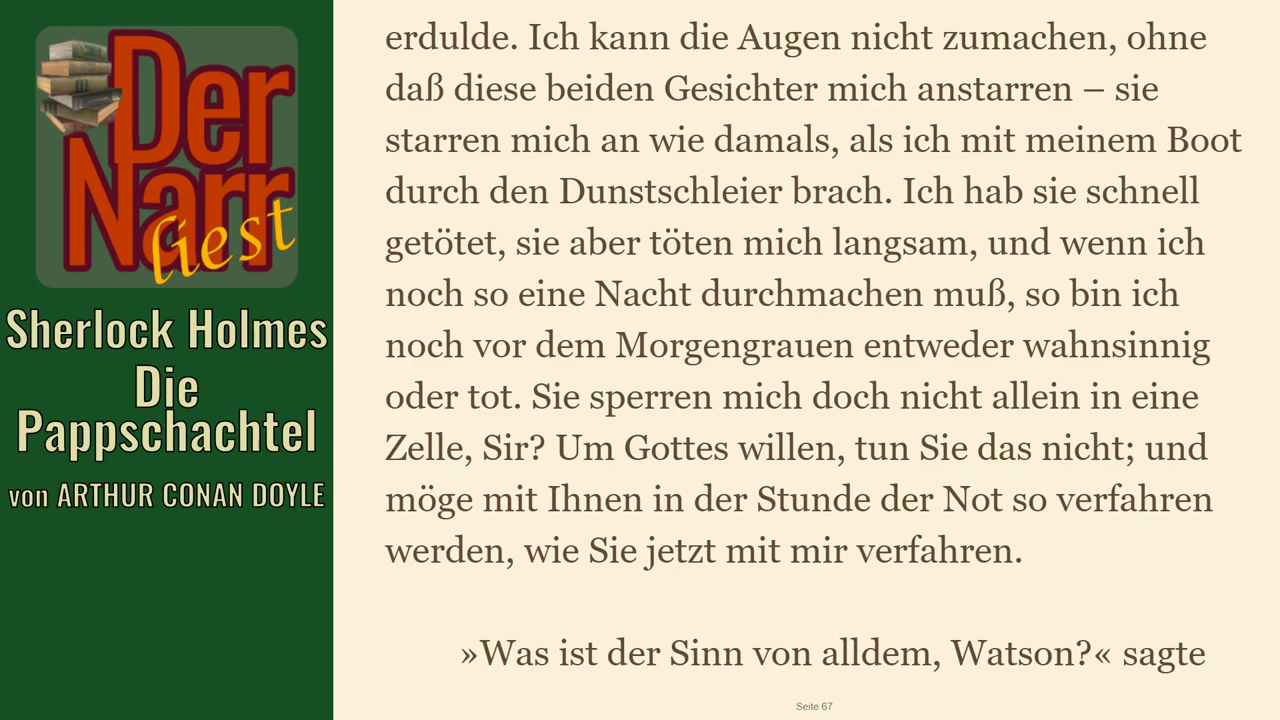 Der
Narr
liest
Sherlock Holmes
Die
Pappschachtel
von ARTHUR CONAN DOYLE
erdulde. Ich kann die Augen nicht zumachen, ohne
daß diese beiden Gesichter mich anstarren – sie
starren mich an wie damals, als ich mit meinem Boot
durch den Dunstschleier brach. Ich hab sie schnell
getötet, sie aber töten mich langsam, und wenn ich
noch so eine Nacht durchmachen muß, so bin ich
noch vor dem Morgengrauen entweder wahnsinnig
oder tot. Sie sperren mich doch nicht allein in eine
Zelle, Sir? Um Gottes willen, tun Sie das nicht; und
möge mit Ihnen in der Stunde der Not so verfahren
werden, wie Sie jetzt mit mir verfahren.
»Was ist der Sinn von alldem, Watson?« sagte
Seite 67